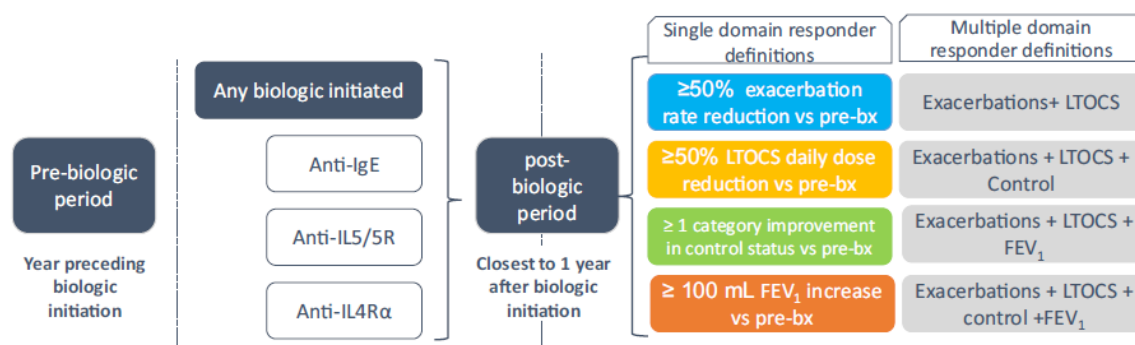 Pre-biologic
period
Year preceding
biologic
initiation
Any biologic initiated
Anti-IgE
Anti-IL5/5R
Anti-IL4Rα
post-
biologic
period
Closest to 1 year
after biologic
initiation
Single domain responder
definitions
≥50% exacerbation
rate reduction vs pre-bx
≥50% LTOCS daily dose
reduction vs pre-bx
≥ 1 category improvement
in control status vs pre-bx
≥ 100 mL FEV₁ increase
vs pre-bx
Multiple domain
responder definitions
Exacerbations+ LTOCS
Exacerbations + LTOCS +
Control
Exacerbations + LTOCS +
FEV₁
Exacerbations + LTOCS +
control +FEV₁